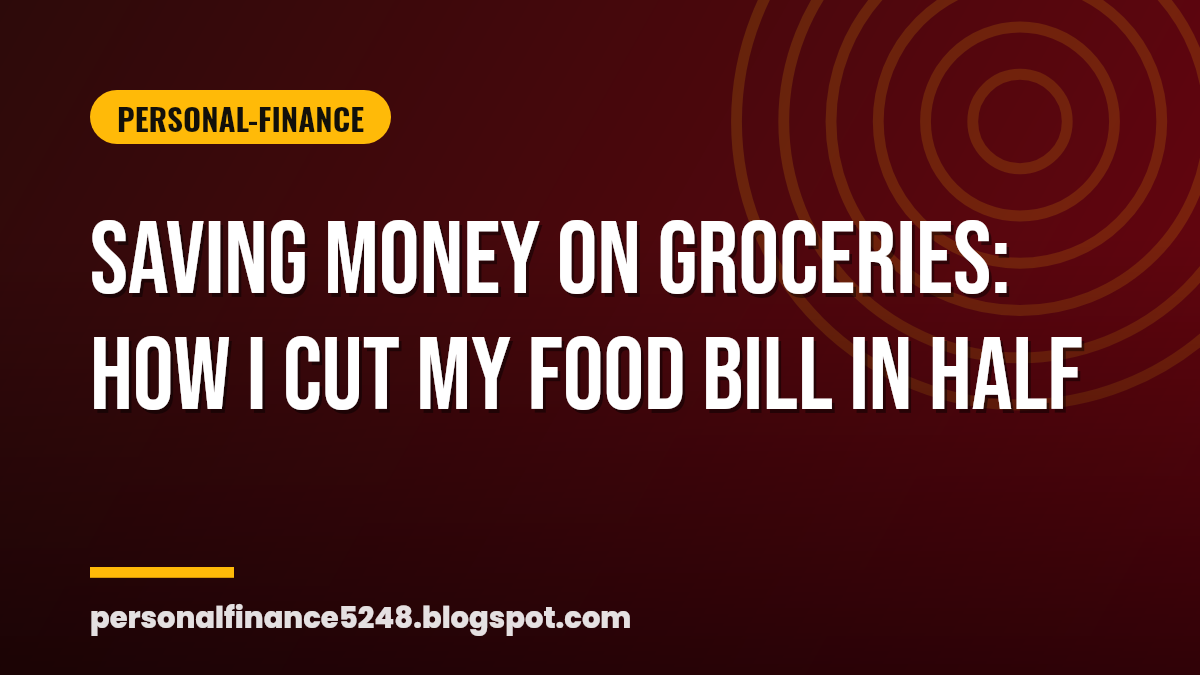 PERSONAL-FINANCE
SAVING MONEY ON GROCERIES:
HOW I CUT MY FOOD BILL IN HALF
personalfinance5248.blogspot.com